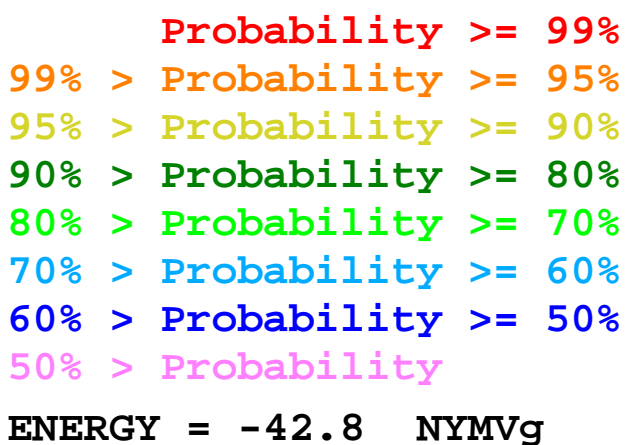 Probability >= 99%
99% > Probability >= 95%
95% > Probability >= 90%
90% > Probability >= 80%
80% > Probability >= 70%
70% > Probability >= 60%
60% > Probability >= 50%
50% > Probability
ENERGY = -42.8 NYMVg